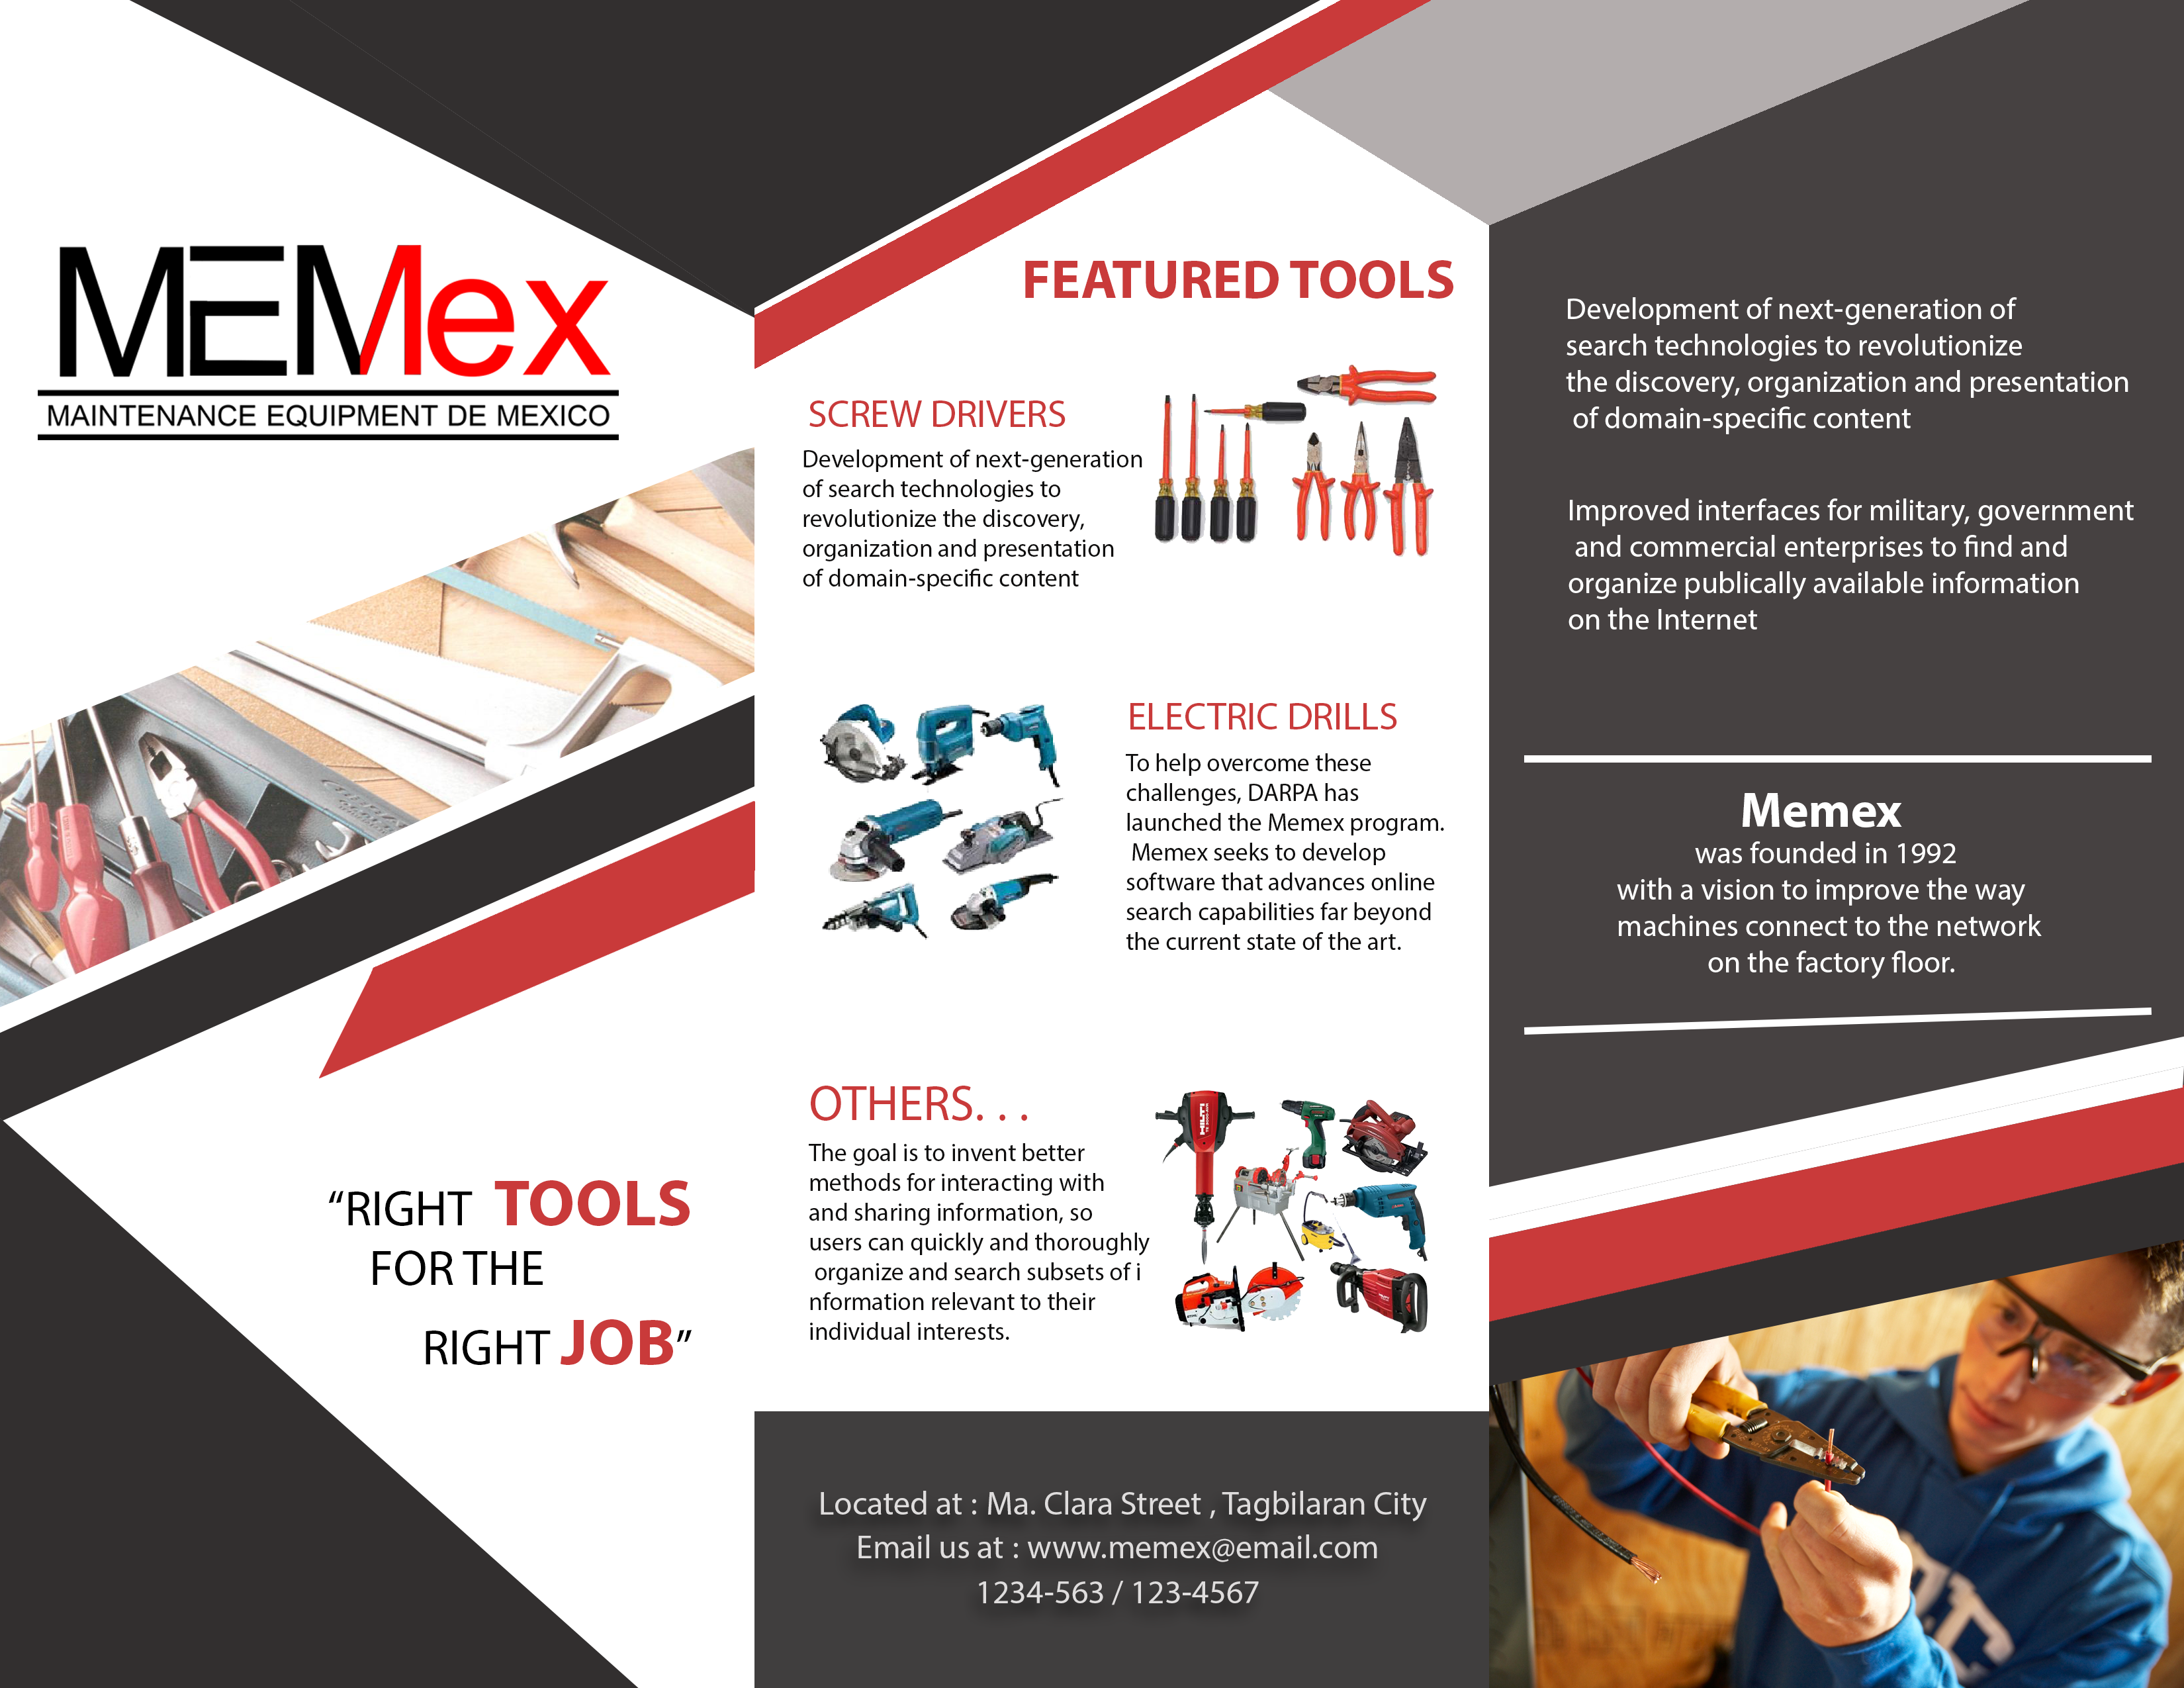 MEMex
MAINTENANCE EQUIPMENT DE MEXICO
“RIGHT TOOLS
FOR THE
RIGHT JOB”
FEATURED TOOLS
SCREW DRIVERS
Development of next-generation
of search technologies to
revolutionize the discovery,
organization and presentation
of domain-specific content
ELECTRIC DRILLS
To help overcome these
challenges, DARPA has
launched the Memex program.
Memex seeks to develop
software that advances online
search capabilities far beyond
the current state of the art.
OTHERS. . .
The goal is to invent better
methods for interacting with
and sharing information, so
users can quickly and thoroughly
organize and search subsets of i
nformation relevant to their
individual interests.
HILTI
Located at : Ma. Clara Street , Tagbilaran City
Email us at : www.memex@email.com
1234-563 / 123-4567
Development of next-generation of
search technologies to revolutionize
the discovery, organization and presentation
of domain-specific content
Improved interfaces for military, government
and commercial enterprises to find and
organize publically available information
on the Internet
Memex
was founded in 1992
with a vision to improve the way
machines connect to the network
on the factory floor.